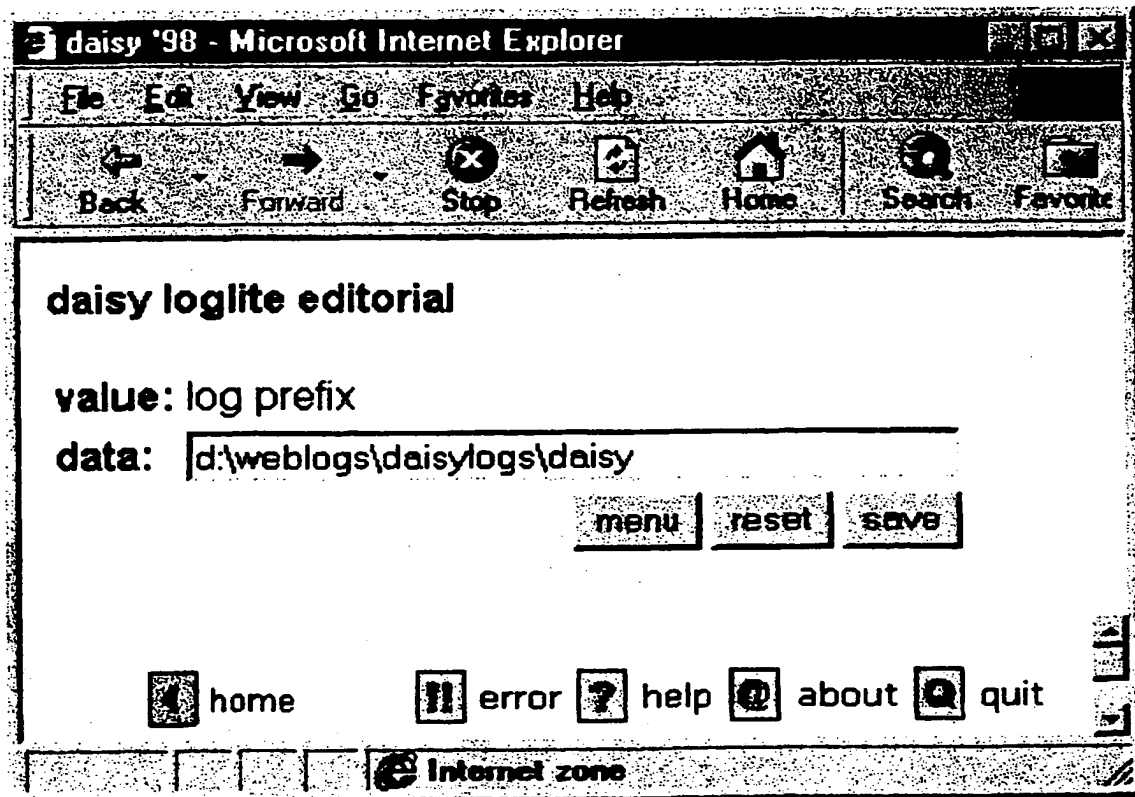 daisy '98 - Microsoft Internet Explorer
File Edit View Go Favorites Help
Back Forward Stop Refresh Home Search Favorite
daisy loglite editorial
value: log prefix
data: d:\weblogs\daisylogs\daisy
menu reset save
home !! error ? help @ about Q quit
Internet zone